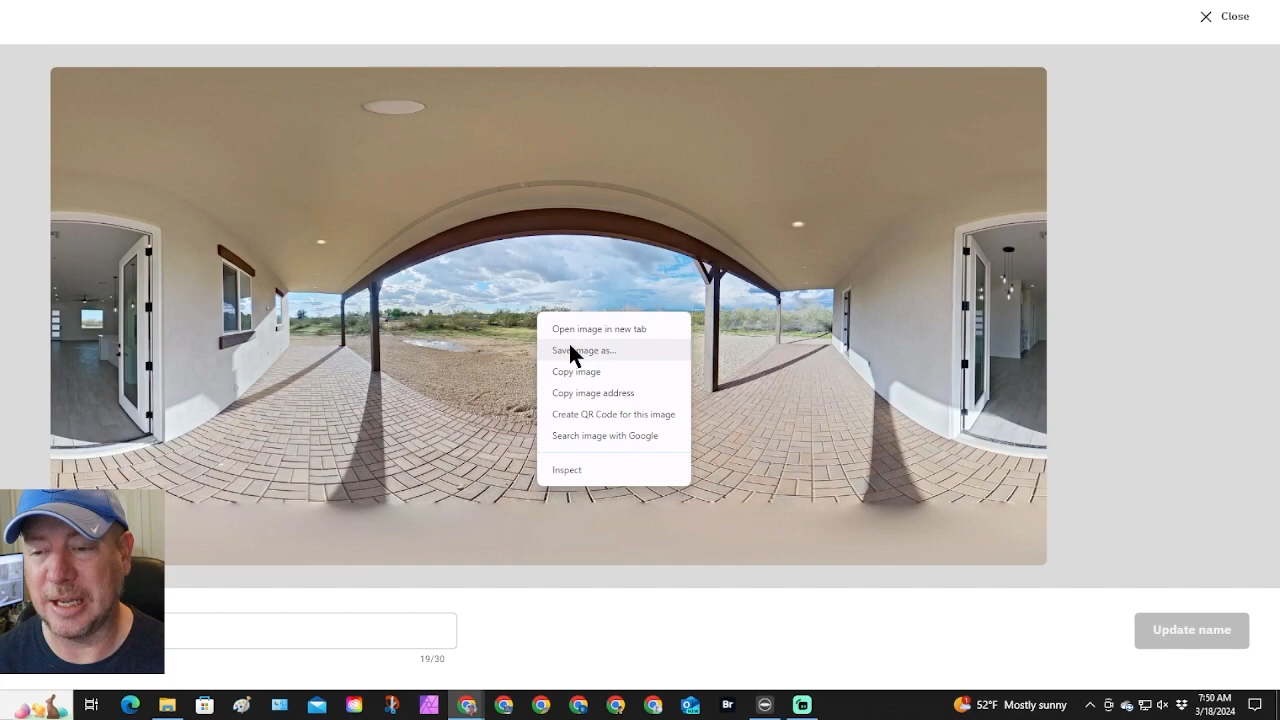 Close
Open image in new tab
Save image as...
Copy image
Copy image address
Create QR Code for this image
Search image with Google
Inspect
19/30
Update name
52°F Mostly sunny
7:50 AM
3/18/2024
Br